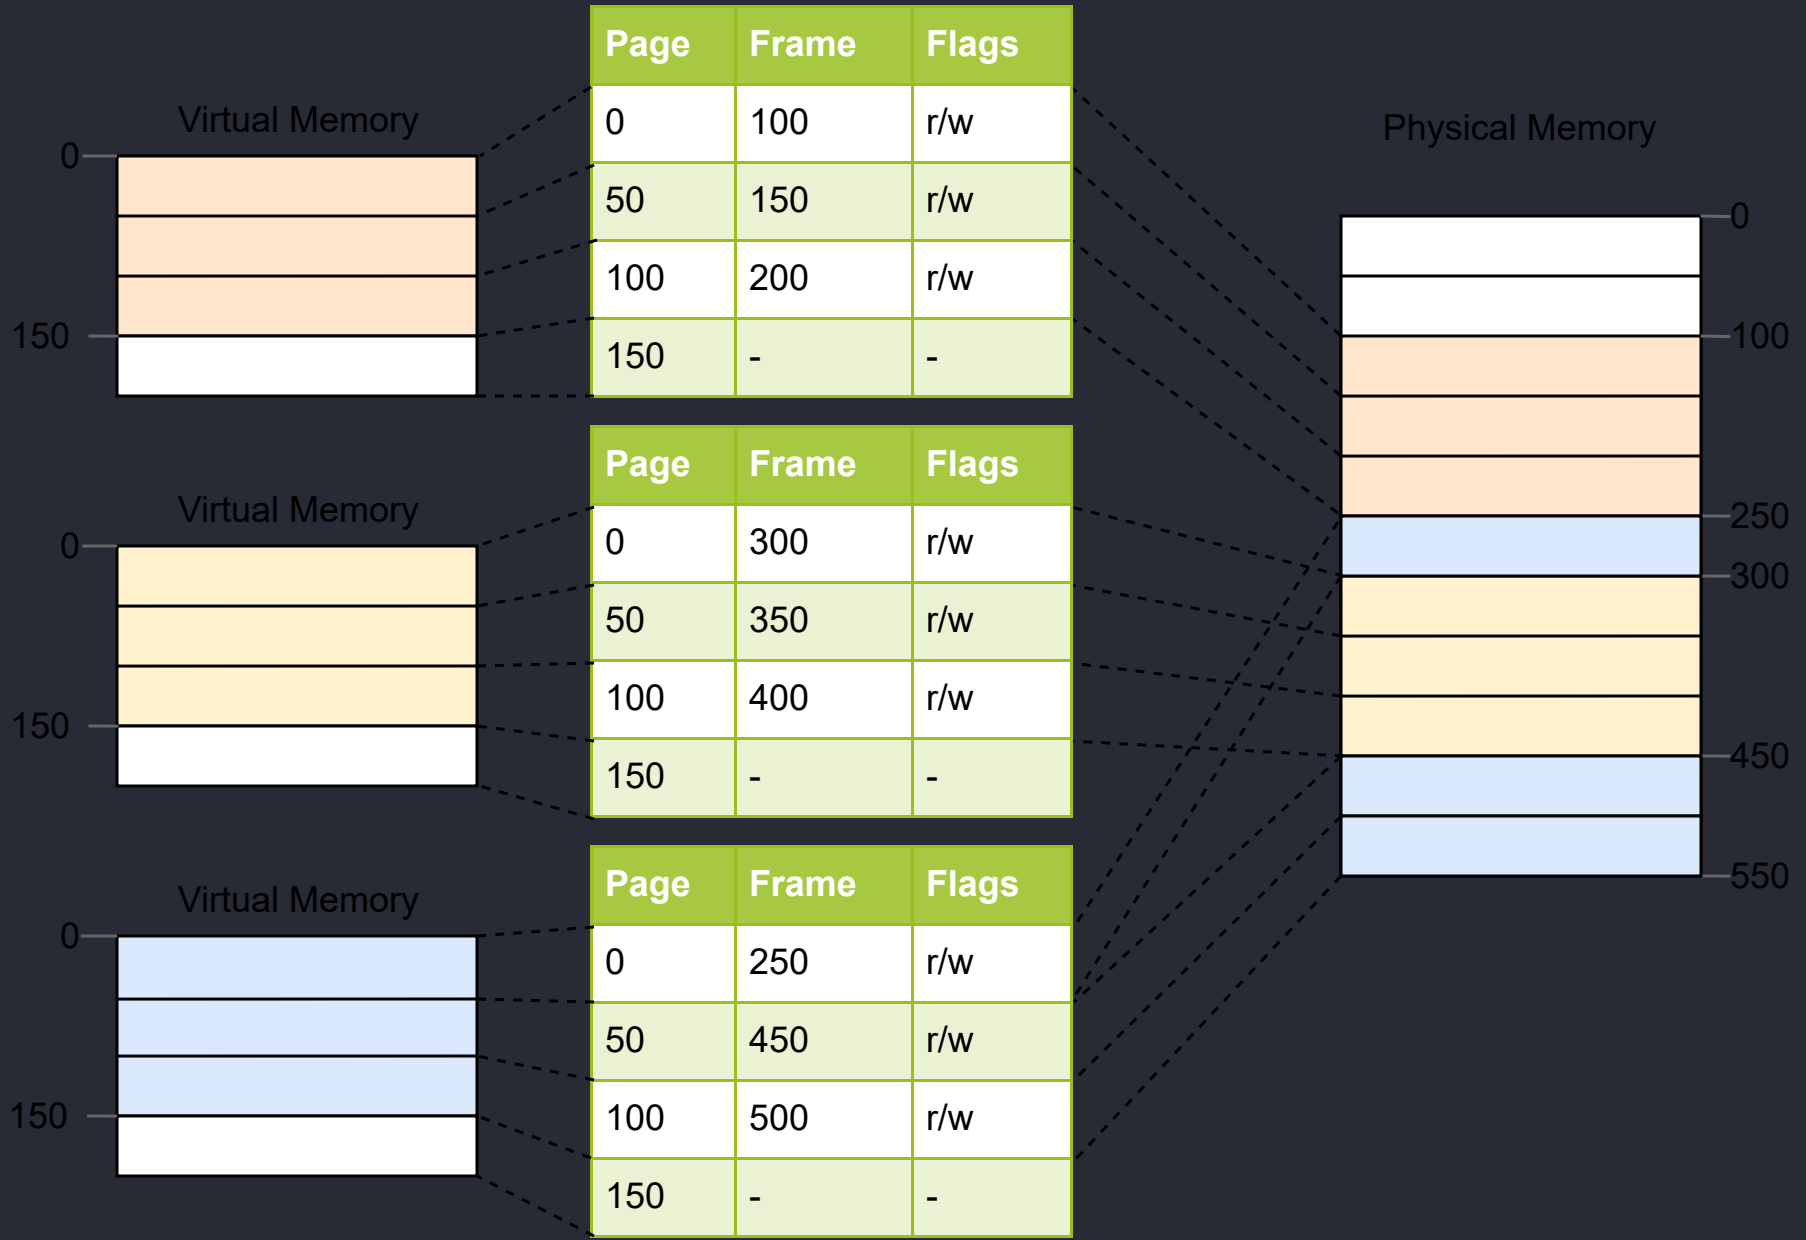 Page Frame Flags
0 100 r/w
50 150 r/w
100 200 r/w
150 - -
Virtual Memory
0
150
Page Frame Flags
0 300 r/w
50 350 r/w
100 400 r/w
150 - -
Virtual Memory
0
150
Page Frame Flags
0 250 r/w
50 450 r/w
100 500 r/w
150 - -
Virtual Memory
0
150
Physical Memory
0
100
250
300
450
550